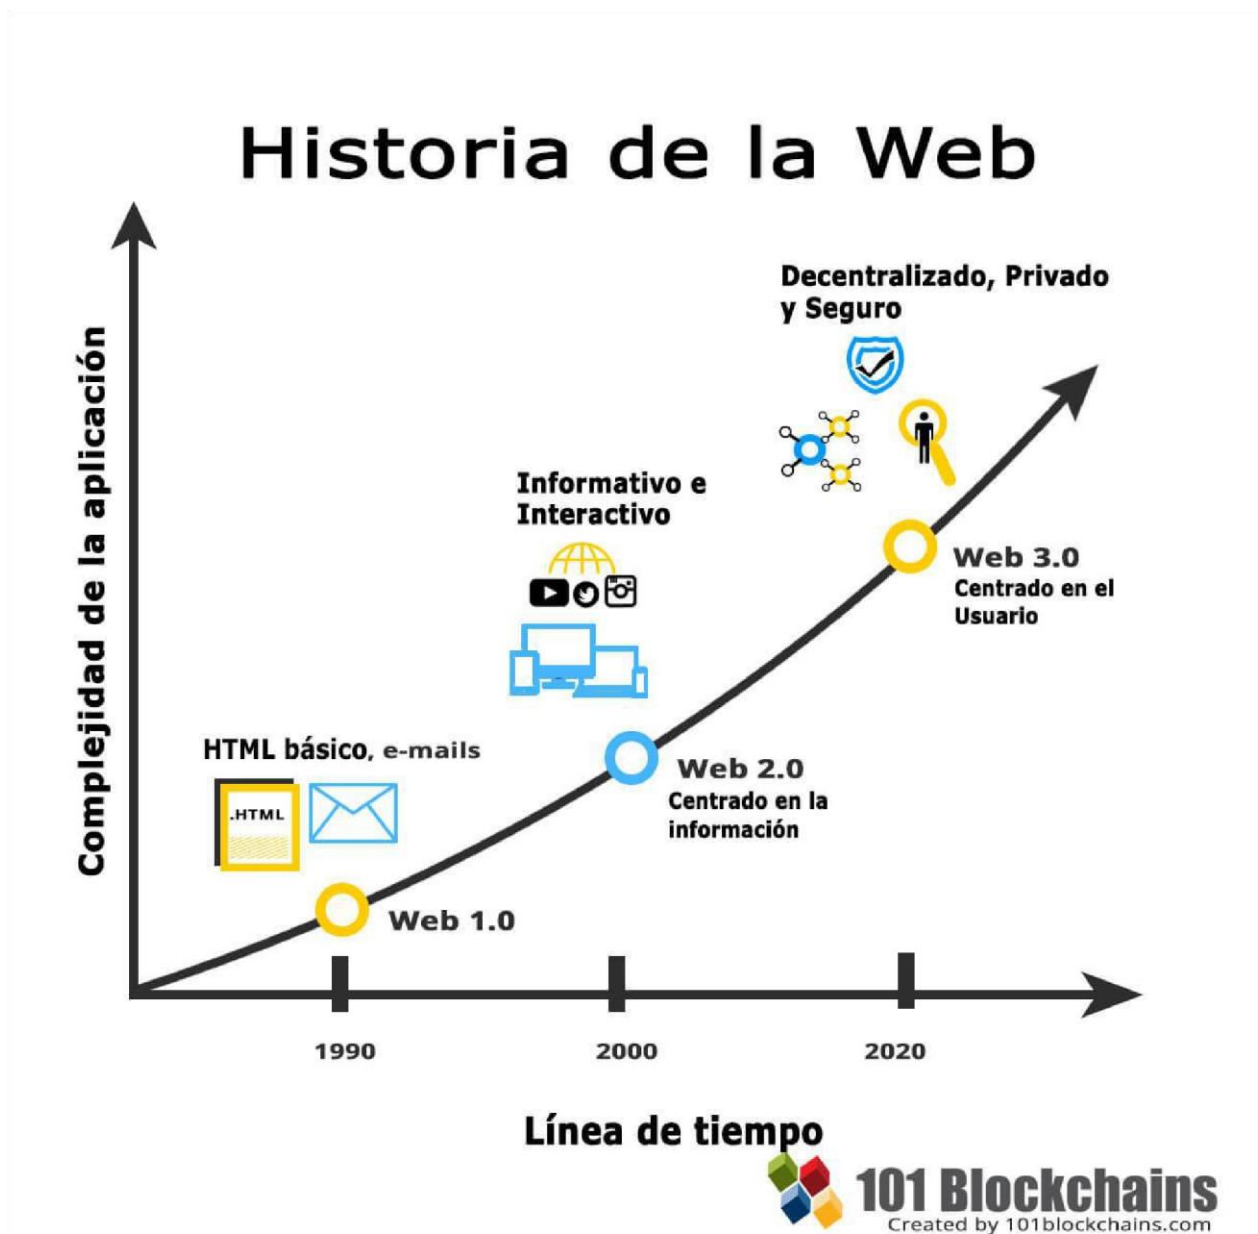 Historia de la Web
Decentralizado, Privado
y Seguro
Complejidad de la aplicación
Informativo e
Interactivo
Web 3.0
Centrado en el
Usuario
HTML básico, e-mails
.HTML
Web 2.0
Centrado en la
información
Web 1.0
1990
2000
2020
Línea de tiempo
101 Blockchains
Created by 101blockchains.com